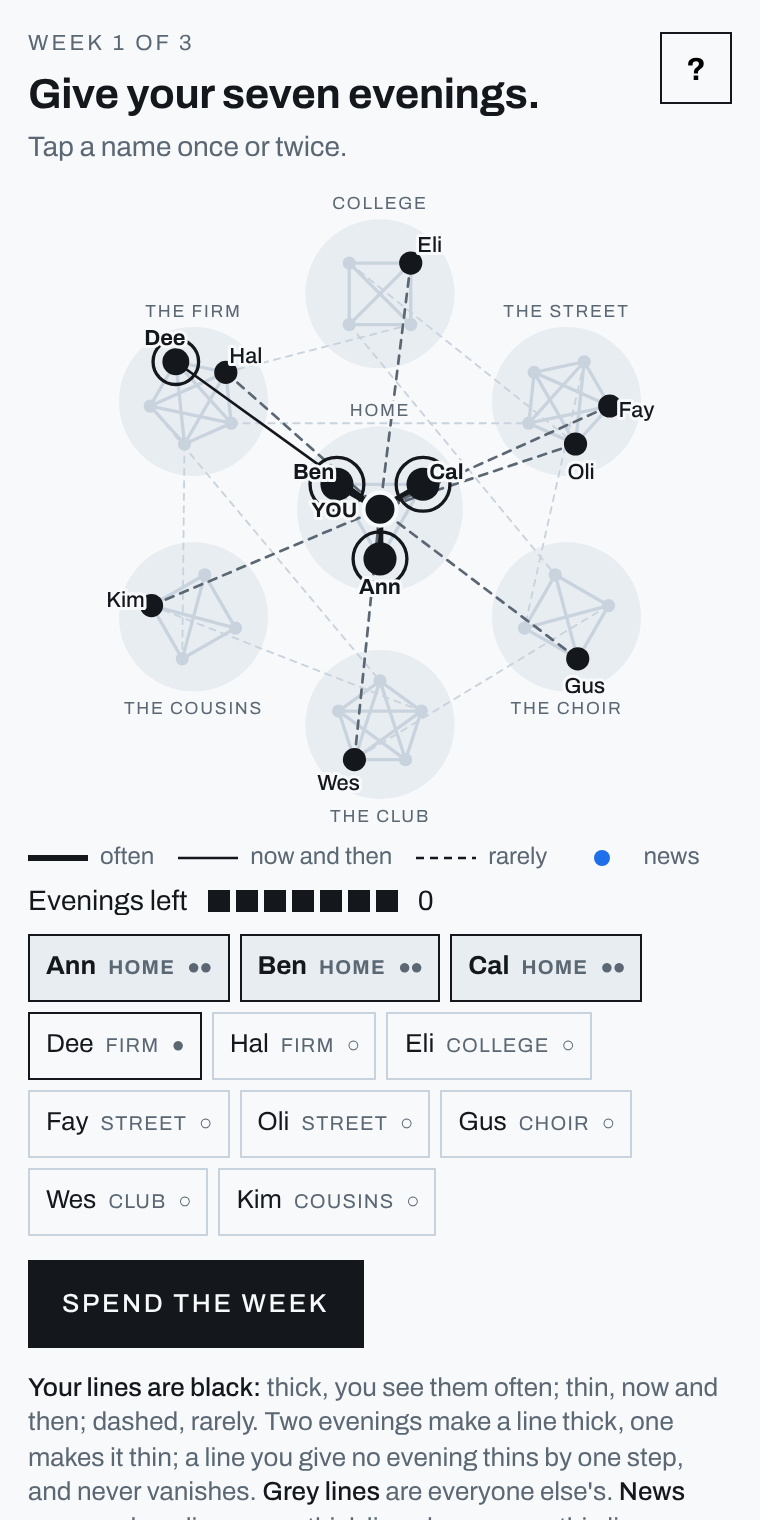 WEEK 1 OF 3
?
Give your seven evenings.
Tap a name once or twice.
COLLEGE
Eli
THE FIRM
THE STREET
Dee
Hal
HOME
Fay
Ben
Cal
Oli
YOU
Ann
Kim
Gus
THE COUSINS
THE CHOIR
Wes
THE CLUB
often now and then rarely news
Evenings left 0
Ann HOME Ben HOME Cal HOME
Dee FIRM Hal FIRM Eli COLLEGE
Fay STREET Oli STREET Gus CHOIR
Wes CLUB Kim COUSINS
SPEND THE WEEK
Your lines are black: thick, you see them often; thin, now and
then; dashed, rarely. Two evenings make a line thick, one
makes it thin; a line you give no evening thins by one step,
and never vanishes. Grey lines are everyone else's. News